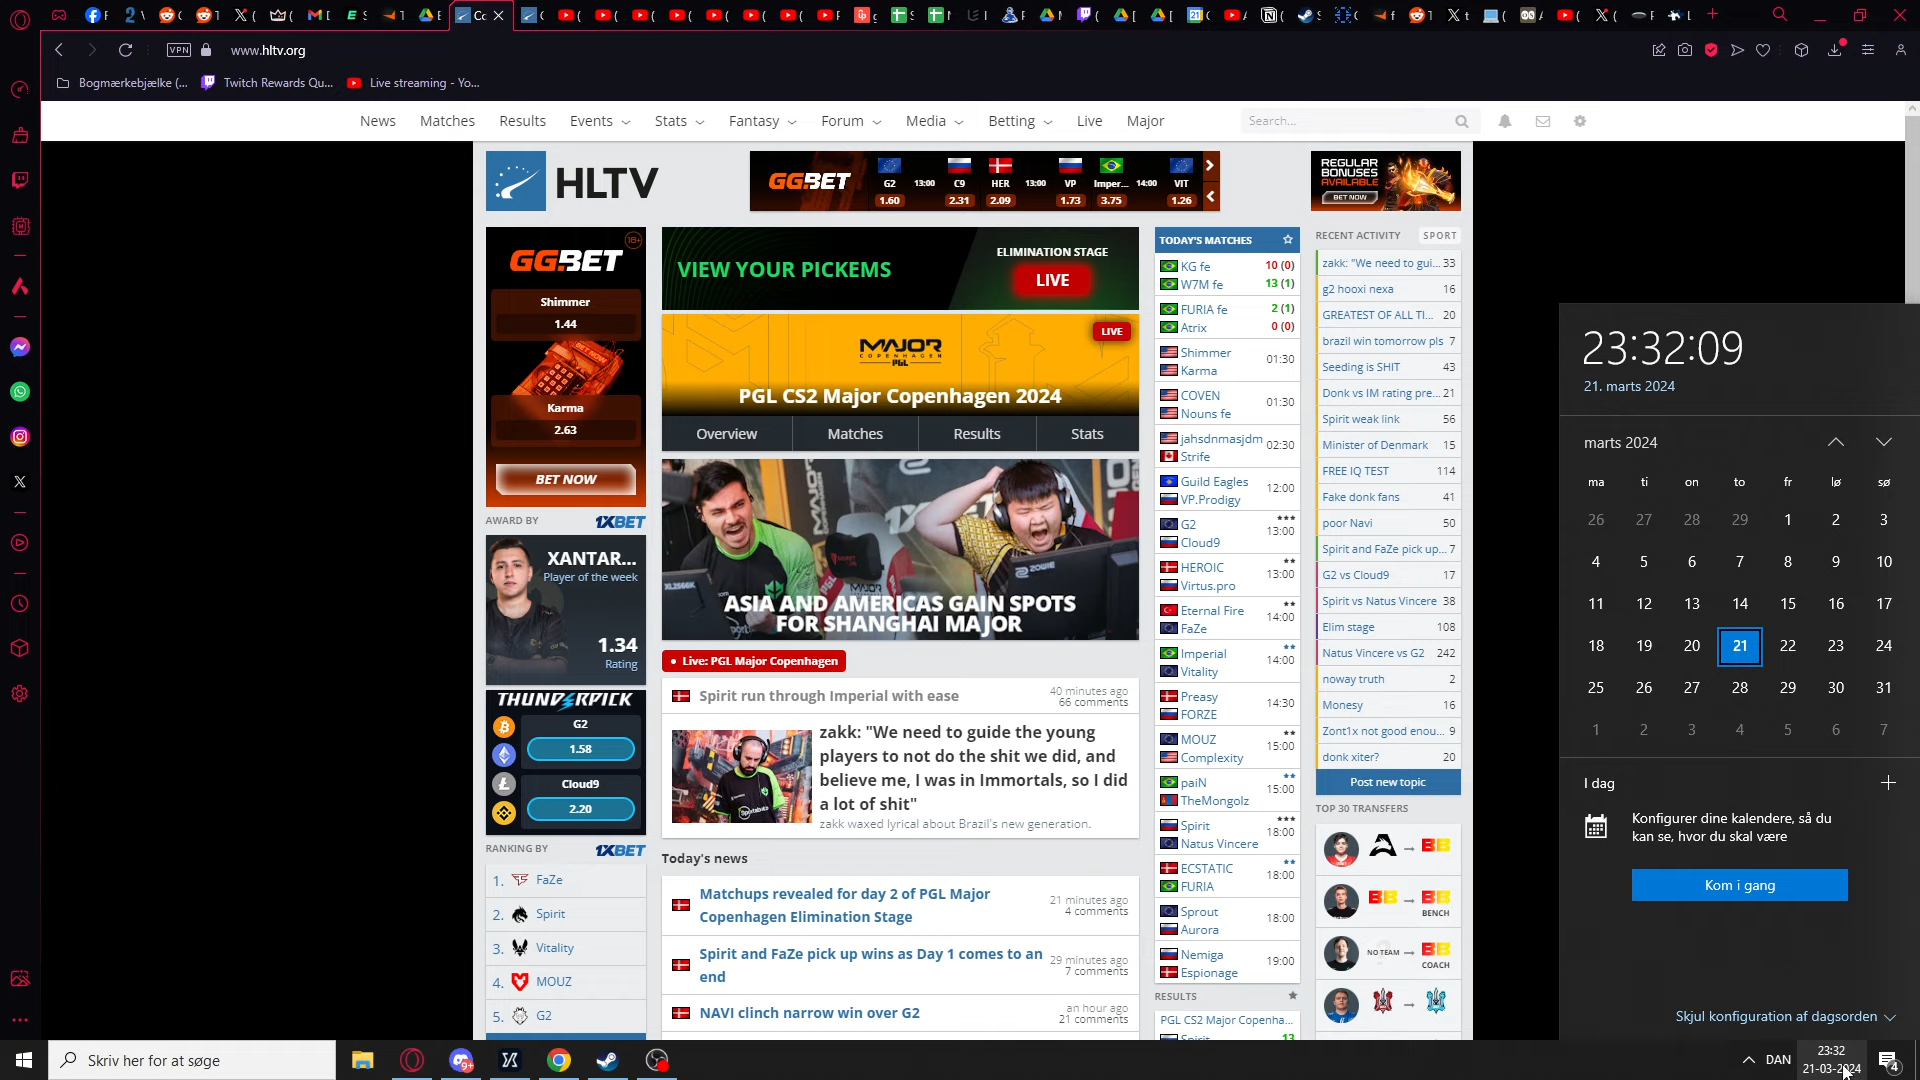 VPN
www.hltv.org
Bogmærkebjælke (...
Twitch Rewards Qu...
Live streaming - Yo...
News
Matches
Results
Events
Stats
Fantasy
Forum
Media
Betting
Live
Major
Search...
HLTV
GG.BET
G2 13:00 C9 HER 13:00 VP Imper... 14:00 VIT
1.60 2.31 2.09 1.73 3.75 1.26
REGULAR
BONUSES
AVAILABLE
BET NOW
GG.BET
18+
Shimmer
1.44
BET NOW
Karma
2.63
BET NOW
AWARD BY 1XBET
XANTAR...
Player of the week
1.34
Rating
THUNDERPICK
G2
1.58
Cloud9
2.20
RANKING BY 1XBET
1. FaZe
2. Spirit
3. Vitality
4. MOUZ
5. G2
VIEW YOUR PICKEMS
ELIMINATION STAGE
LIVE
LIVE
MAJOR
COPENHAGEN
PGL
PGL CS2 Major Copenhagen 2024
Overview
Matches
Results
Stats
ZOWIE
XL2566K
ASIA AND AMERICAS GAIN SPOTS
FOR SHANGHAI MAJOR
• Live: PGL Major Copenhagen
Spirit run through Imperial with ease
40 minutes ago
66 comments
zakk: "We need to guide the young
players to not do the shit we did, and
believe me, I was in Immortals, so I did
a lot of shit"
zakk waxed lyrical about Brazil's new generation.
Today's news
Matchups revealed for day 2 of PGL Major
Copenhagen Elimination Stage
21 minutes ago
4 comments
Spirit and FaZe pick up wins as Day 1 comes to an
end
29 minutes ago
7 comments
NAVI clinch narrow win over G2
an hour ago
21 comments
TODAY'S MATCHES
KG fe 10 (0)
W7M fe 13 (1)
FURIA fe 2 (1)
Atrix 0 (0)
Shimmer
Karma
01:30
COVEN
Nouns fe
01:30
jahsdnmasjdm
Strife
02:30
Guild Eagles
VP.Prodigy
12:00
G2
Cloud9
13:00
HEROIC
Virtus.pro
13:00
Eternal Fire
FaZe
14:00
Imperial
Vitality
14:00
Preasy
FORZE
14:30
MOUZ
Complexity
15:00
paiN
TheMongolz
15:00
Spirit
Natus Vincere
18:00
ECSTATIC
FURIA
18:00
Sprout
Aurora
18:00
Nemiga
Espionage
19:00
RESULTS
PGL CS2 Major Copenha...
Spirit 13
RECENT ACTIVITY SPORT
zakk: "We need to gui... 33
g2 hooxi nexa 16
GREATEST OF ALL TI... 20
brazil win tomorrow pls 7
Seeding is SHIT 43
Donk vs IM rating pre... 21
Spirit weak link 56
Minister of Denmark 15
FREE IQ TEST 114
Fake donk fans 41
poor Navi 50
Spirit and FaZe pick up... 7
G2 vs Cloud9 17
Spirit vs Natus Vincere 38
Elim stage 108
Natus Vincere vs G2 242
noway truth 2
Monesy 16
Zont1x not good enou... 9
donk xiter? 20
Post new topic
TOP 30 TRANSFERS
BB
BB BB
BENCH
NO TEAM BB
COACH
23:32:09
21. marts 2024
marts 2024
ma ti on to fr lø sø
26 27 28 29 1 2 3
4 5 6 7 8 9 10
11 12 13 14 15 16 17
18 19 20 21 22 23 24
25 26 27 28 29 30 31
1 2 3 4 5 6 7
I dag
Konfigurer dine kalendere, så du
kan se, hvor du skal være
Kom i gang
Skjul konfiguration af dagsorden
Skriv her for at søge
9+
DAN
23:32
21-03-2024
4